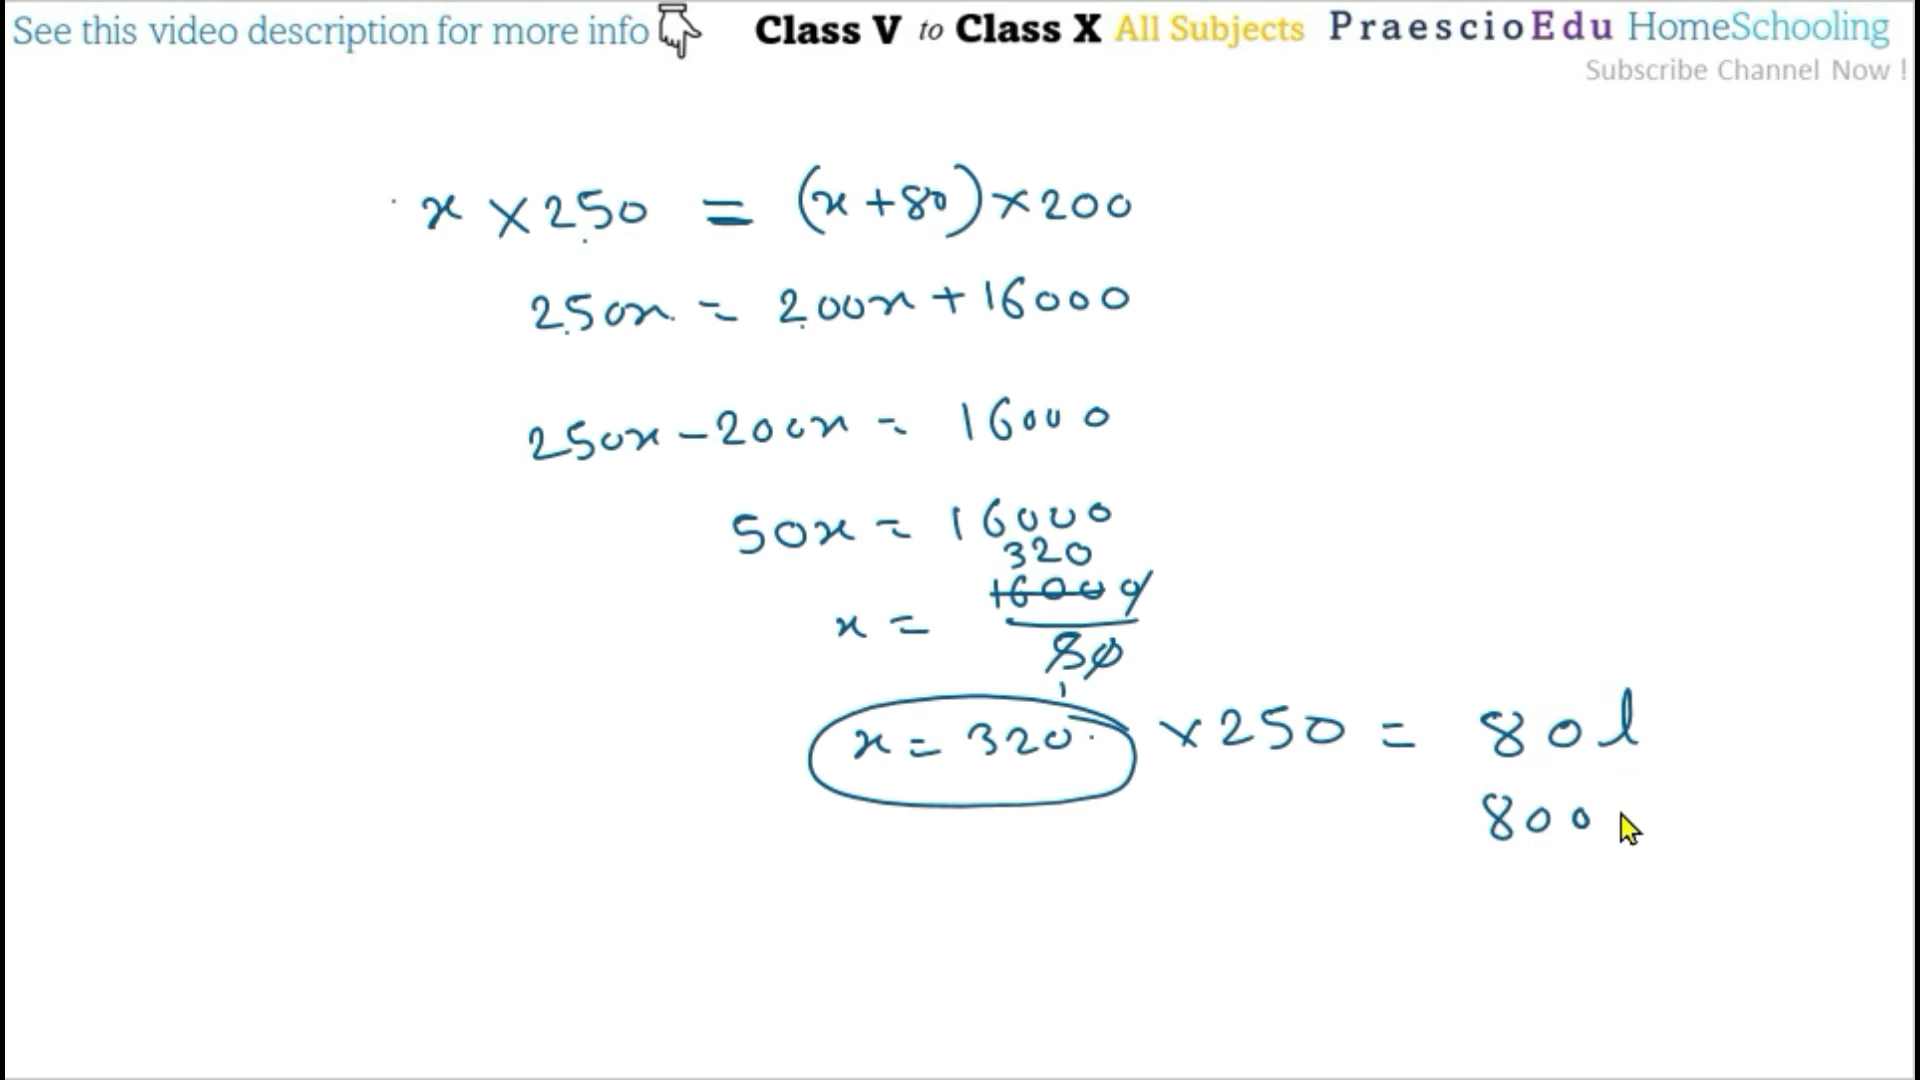 See this video description for more info Class V to Class X All Subjects PraescioEdu HomeSchooling
Subscribe Channel Now !
x × 250 = (x + 80) × 200
250x = 200x + 16000
250x - 200x = 16000
50x = 16000
320
x = 16000/50
1
x = 320 × 250 = 80 l
800